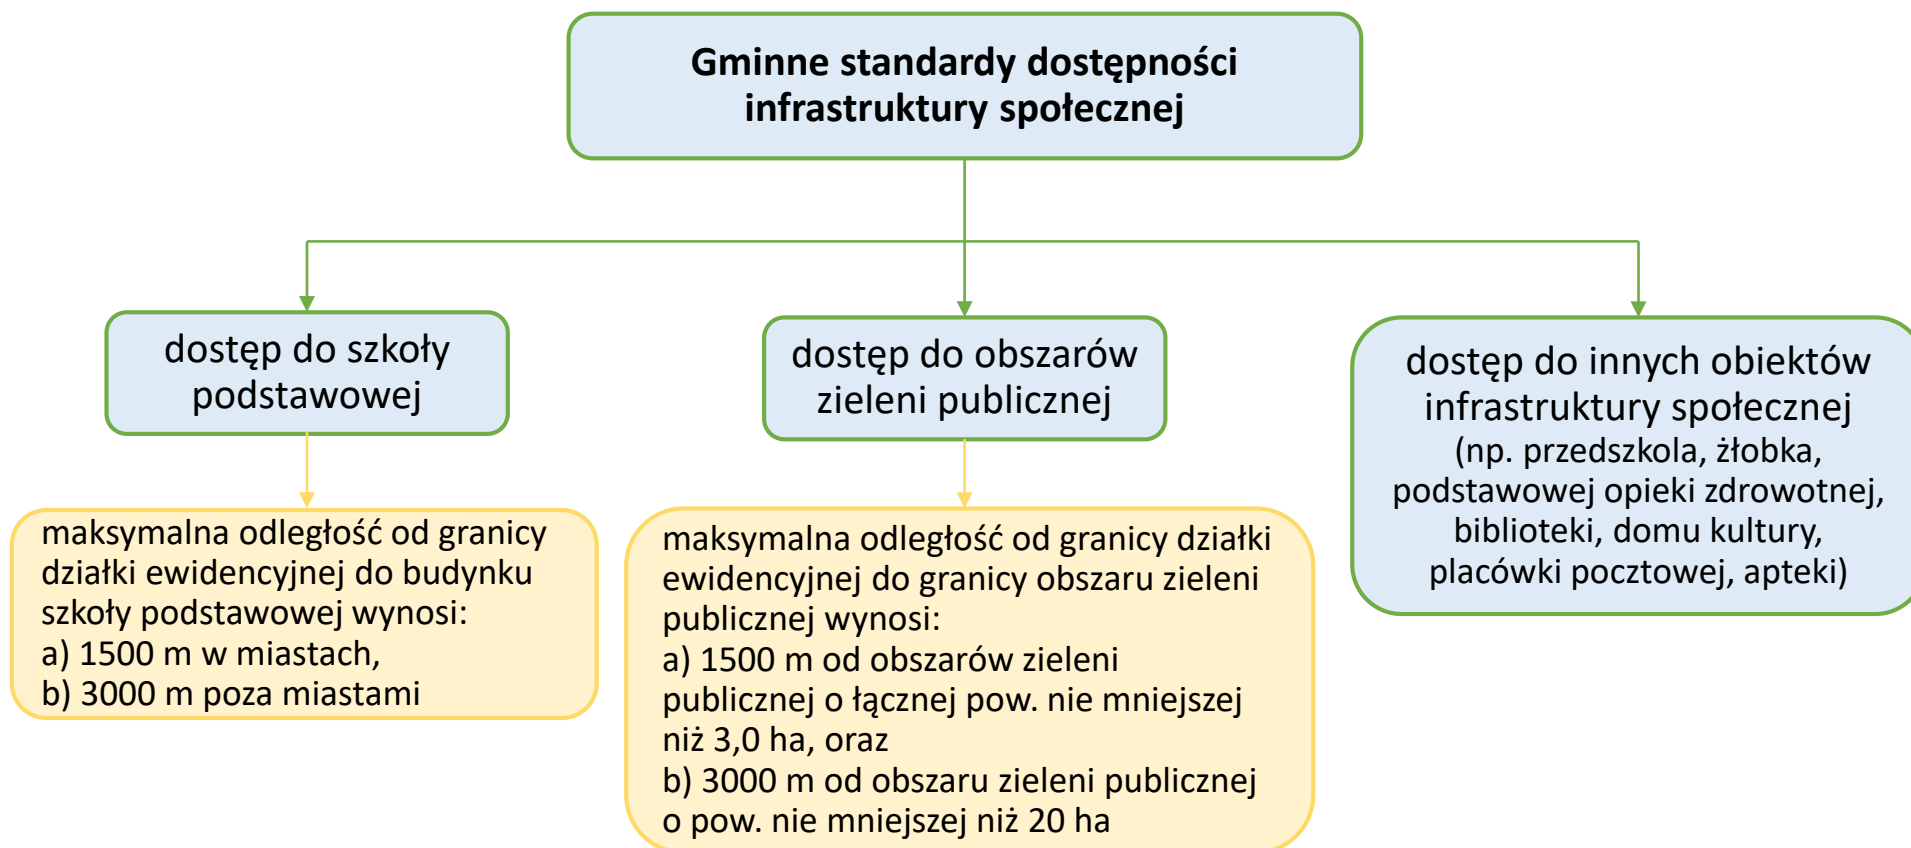 Gminne standardy dostępności
infrastruktury społecznej
dostęp do szkoły
podstawowej
maksymalna odległość od granicy
działki ewidencyjnej do budynku
szkoły podstawowej wynosi:
a) 1500 m w miastach,
b) 3000 m poza miastami
dostęp do obszarów
zieleni publicznej
maksymalna odległość od granicy działki
ewidencyjnej do granicy obszaru zieleni
publicznej wynosi:
a) 1500 m od obszarów zieleni
publicznej o łącznej pow. nie mniejszej
niż 3,0 ha, oraz
b) 3000 m od obszaru zieleni publicznej
o pow. nie mniejszej niż 20 ha
dostęp do innych obiektów
infrastruktury społecznej
(np. przedszkola, żłobka,
podstawowej opieki zdrowotnej,
biblioteki, domu kultury,
placówki pocztowej, apteki)